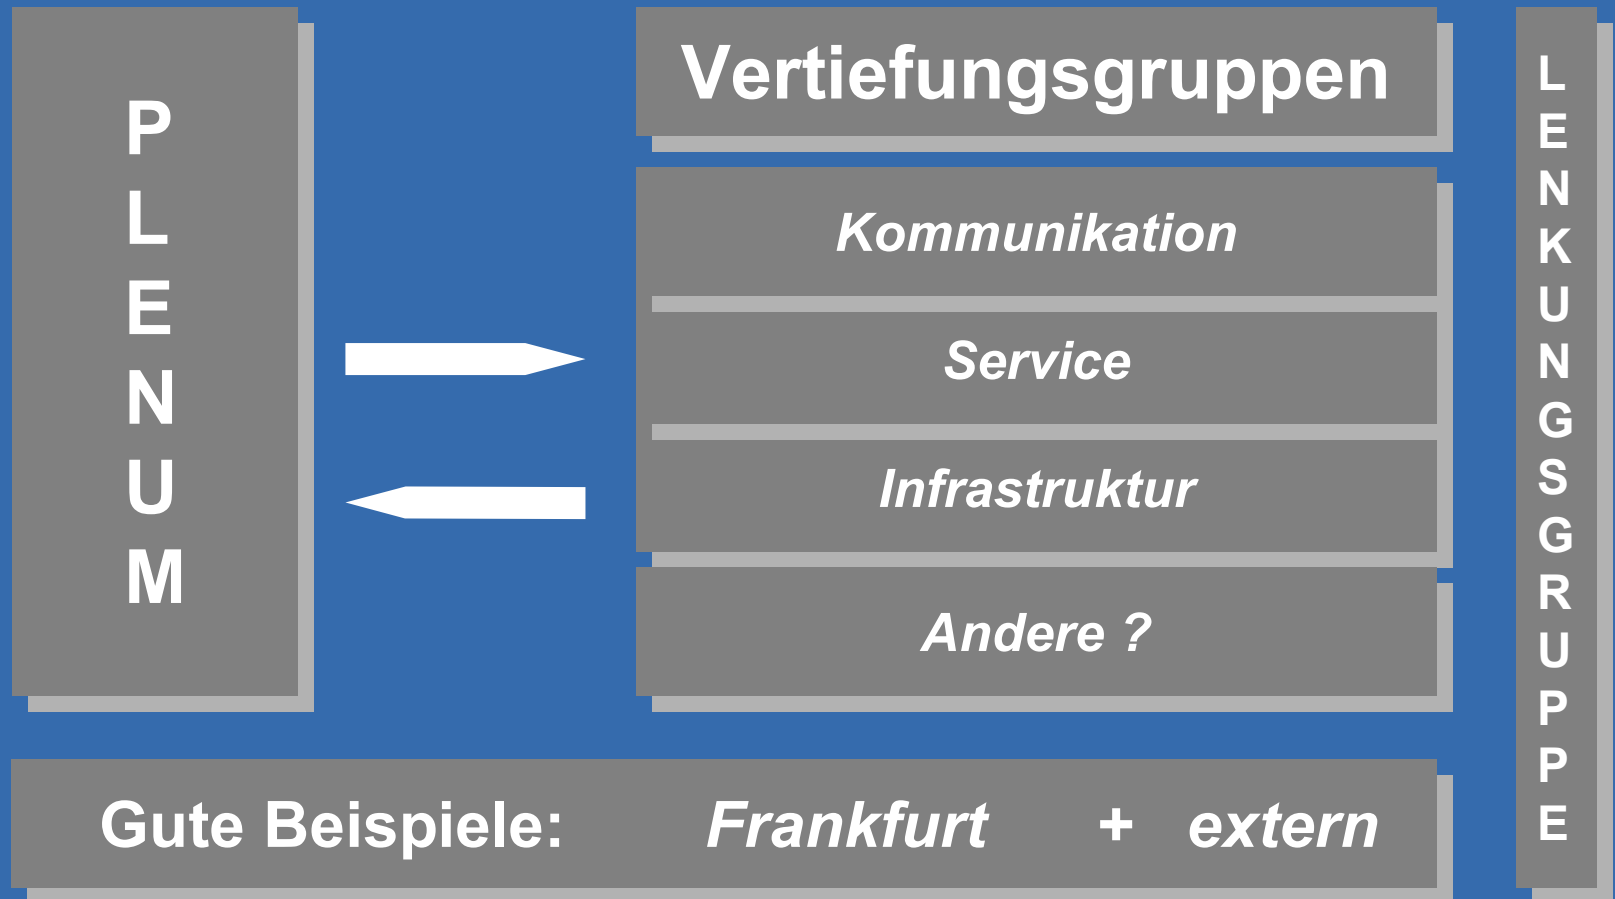 PLENUM
Vertiefungsgruppen
Kommunikation
Service
Infrastruktur
Andere ?
LENKUNGSGRUPPE
Gute Beispiele: Frankfurt + extern